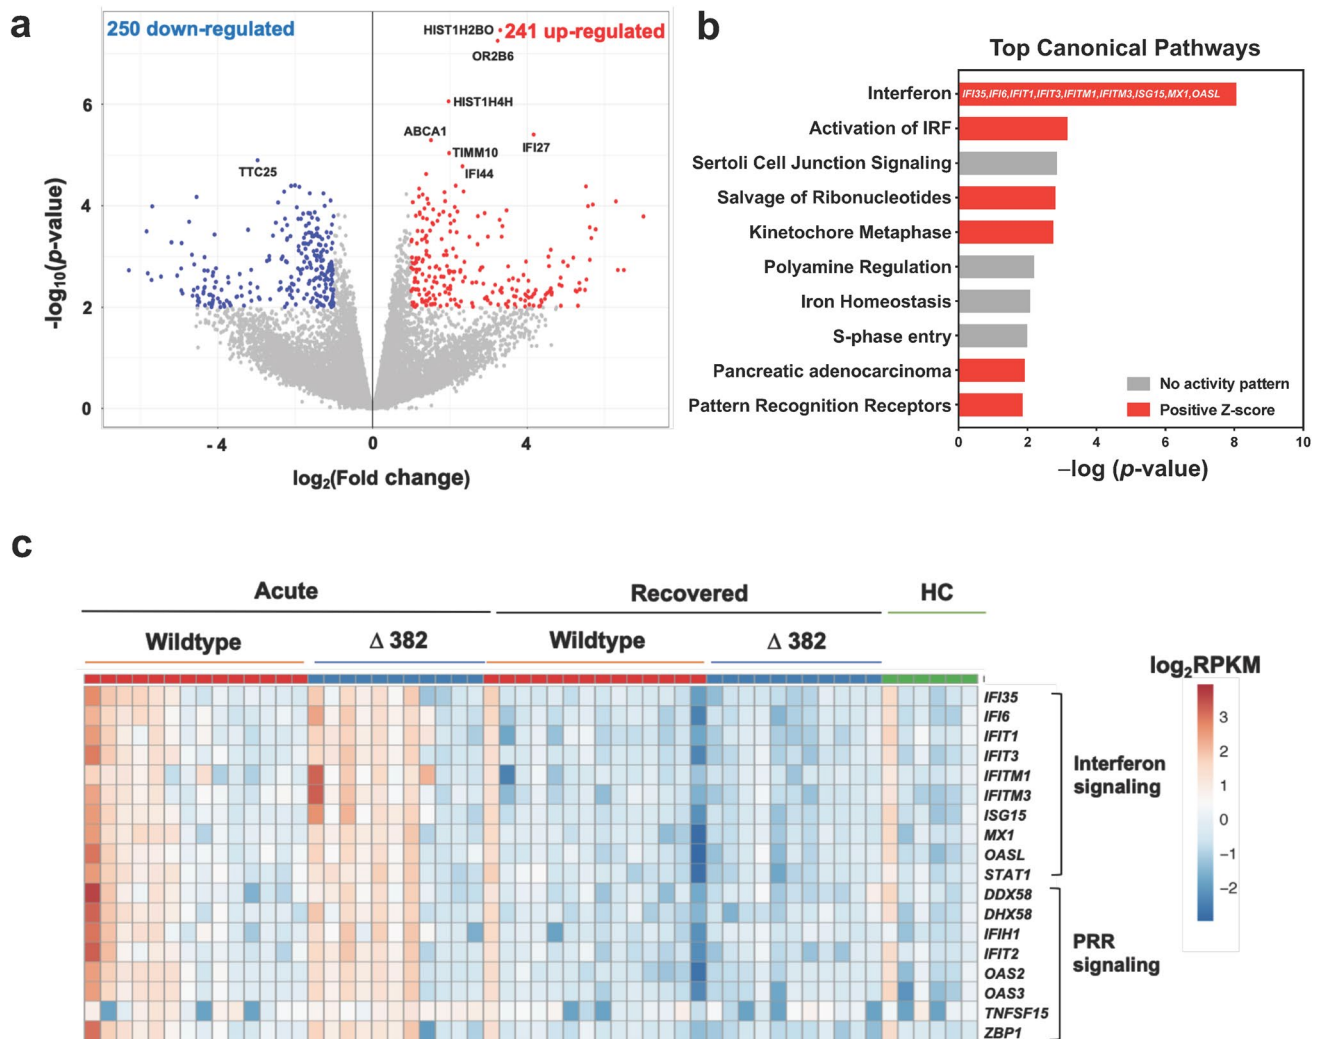 a
250 down-regulated
241 up-regulated
HIST1H2BO
OR2B6
HIST1H4H
ABCA1
IFI27
TIMM10
TTC25
IFI44
6
4
2
0
-log10(p-value)
- 4
0
4
log2(Fold change)
b
Top Canonical Pathways
Interferon
IFI35,IFI6,IFIT1,IFIT3,IFITM1,IFITM3,ISG15,MX1,OASL
Activation of IRF
Sertoli Cell Junction Signaling
Salvage of Ribonucleotides
Kinetochore Metaphase
Polyamine Regulation
Iron Homeostasis
S-phase entry
Pancreatic adenocarcinoma
Pattern Recognition Receptors
No activity pattern
Positive Z-score
0 2 4 6 8 10
–log (p-value)
c
Acute Recovered HC
Wildtype Δ 382 Wildtype Δ 382
IFI35
IFI6
IFIT1
IFIT3
IFITM1
IFITM3
ISG15
MX1
OASL
STAT1
DDX58
DHX58
IFIH1
IFIT2
OAS2
OAS3
TNFSF15
ZBP1
Interferon
signaling
PRR
signaling
log2RPKM
3
2
1
0
−1
−2